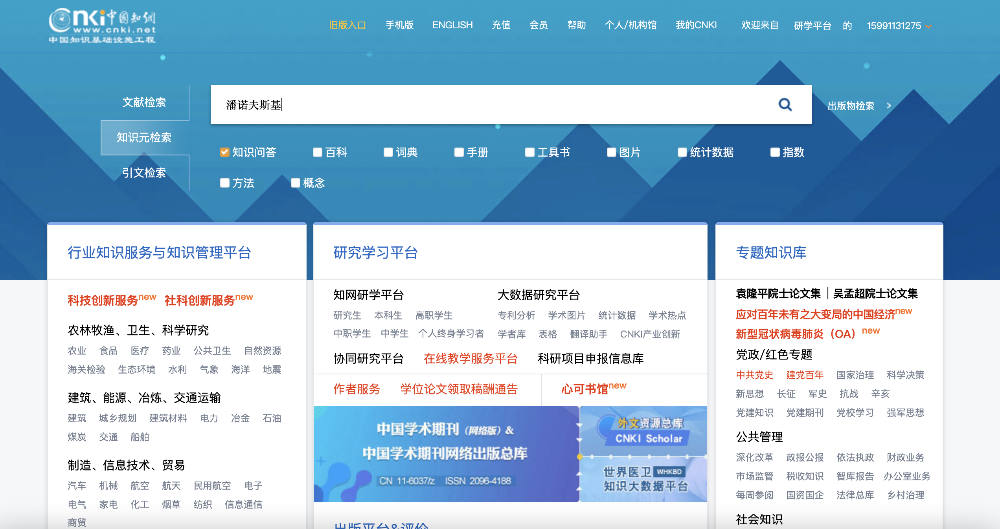 cnki中国知网
www.cnki.net
中国知识基础设施工程
旧版入口 手机版 ENGLISH 充值 会员 帮助 个人/机构馆 我的CNKI 欢迎来自 研学平台 的 15991131275
文献检索
知识元检索
引文检索
潘诺夫斯基
出版物检索 >
知识问答 百科 词典 手册 工具书 图片 统计数据 指数
方法 概念
行业知识服务与知识管理平台
科技创新服务new 社科创新服务new
农林牧渔、卫生、科学研究
农业 食品 医疗 药业 公共卫生 自然资源
海关检验 生态环境 水利 气象 海洋 地震
建筑、能源、冶炼、交通运输
建筑 城乡规划 建筑材料 电力 冶金 石油
煤炭 交通 船舶
制造、信息技术、贸易
汽车 机械 航空 航天 民用航空 电子
电气 家电 化工 烟草 纺织 信息通信
商贸
研究学习平台
知网研学平台
研究生 本科生 高职学生
中职学生 中学生 个人终身学习者
大数据研究平台
专利分析 学术图片 统计数据 学术热点
学者库 表格 翻译助手 CNKI产业创新
协同研究平台 在线教学服务平台 科研项目申报信息库
作者服务 学位论文领取稿酬通告 心可书馆new
中国学术期刊（网络版）&
中国学术期刊网络出版总库
CN 11-6037/z ISSN 2096-4188
外文资源总库
CNKI Scholar
世界医卫 WHKBD
知识大数据平台
出版平台&评价
专题知识库
袁隆平院士论文集｜吴孟超院士论文集
应对百年未有之大变局的中国经济new
新型冠状病毒肺炎（OA）new
党政/红色专题
中共党史 建党百年 国家治理 科学决策
新思想 长征 军史 抗战 辛亥
党建知识 党建期刊 党校学习 强军思想
公共管理
深化改革 政报公报 依法执政 财政业务
市场监管 税收知识 智库报告 办公室业务
每周参阅 国资国企 法律总库 乡村治理
社会知识